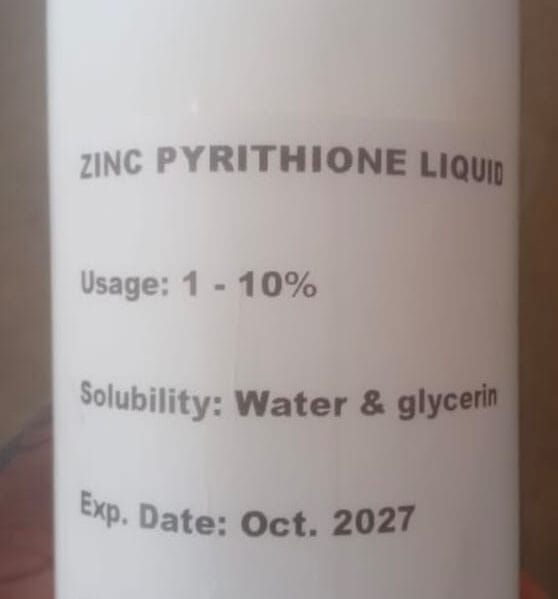 ZINC PYRITHIONE LIQUID
Usage: 1 - 10%
Solubility: Water & glycerin
Exp. Date: Oct. 2027